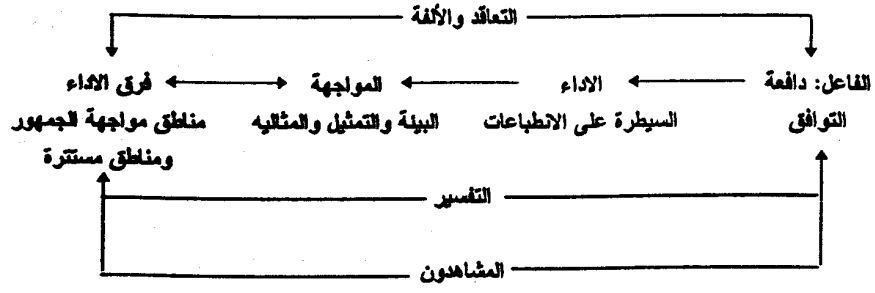 التعاقد والألفة
الفاعل: دافعة الاداء المواجهة فرق الاداء
التوافق السيطرة على الانطباعات البيئة والتمثيل والمثاليه مناطق مواجهة الجمهور
ومناطق مستترة
التفسير
المشاهدون